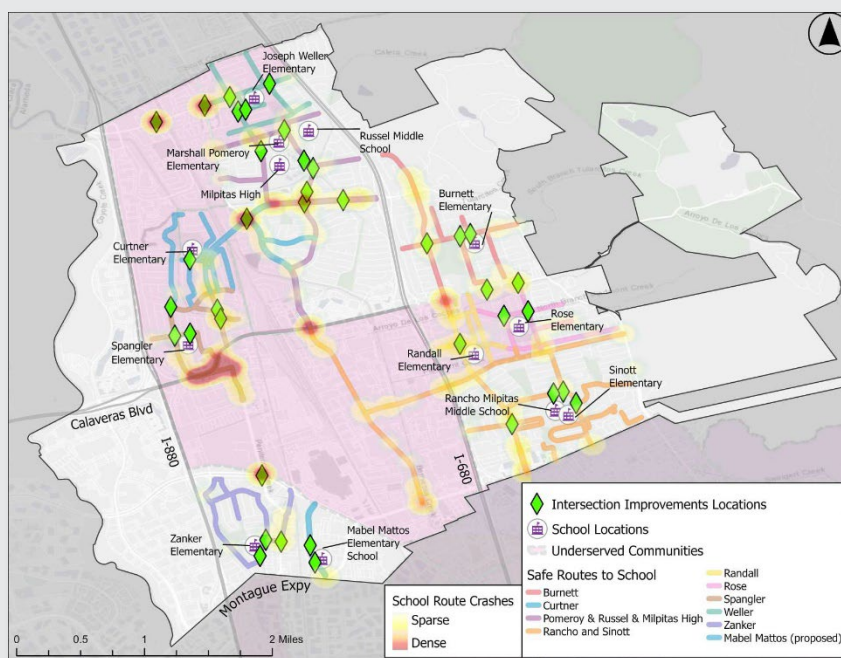 Joseph Weller
Elementary
Russel Middle
School
Marshall Pomeroy
Elementary
Milpitas High
Burnett
Elementary
Curtner
Elementary
Rose
Elementary
Spangler
Elementary
Randall
Elementary
Sinott
Elementary
Rancho Milpitas
Middle School
Calaveras Blvd
I-880
I-680
Zanker
Elementary
Mabel Mattos
Elementary
School
Montague Expy
0 0.5 1 2 Miles
School Route Crashes
Sparse
Dense
Intersection Improvements Locations
School Locations
Underserved Communities
Safe Routes to School
Burnett
Curtner
Pomeroy & Russel & Milpitas High
Rancho and Sinott
Randall
Rose
Spangler
Weller
Zanker
Mabel Mattos (proposed)